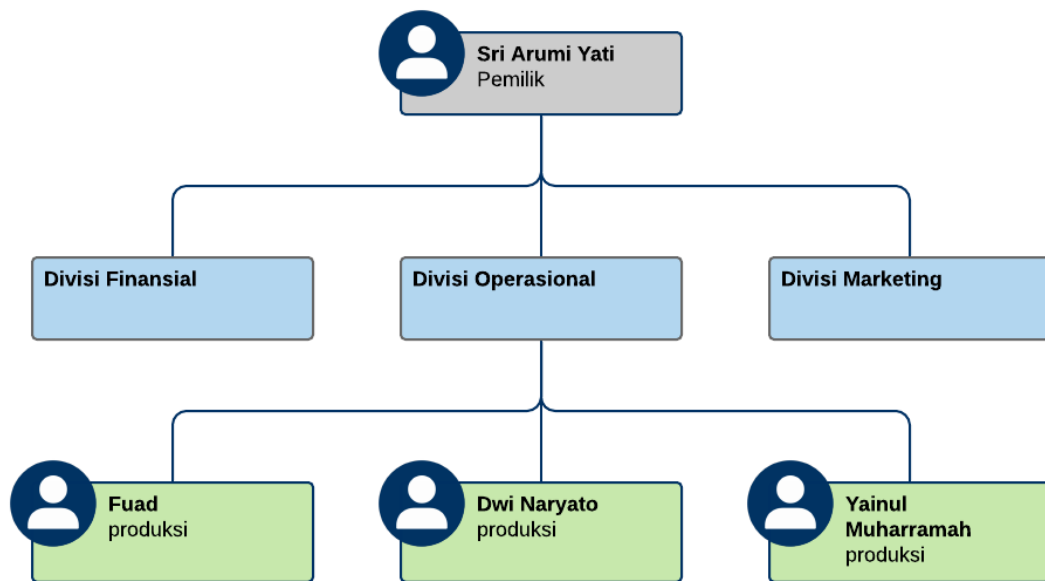 Sri Arumi Yati
Pemilik
Divisi Finansial
Divisi Operasional
Divisi Marketing
Fuad
produksi
Dwi Naryato
produksi
Yainul
Muharramah
produksi